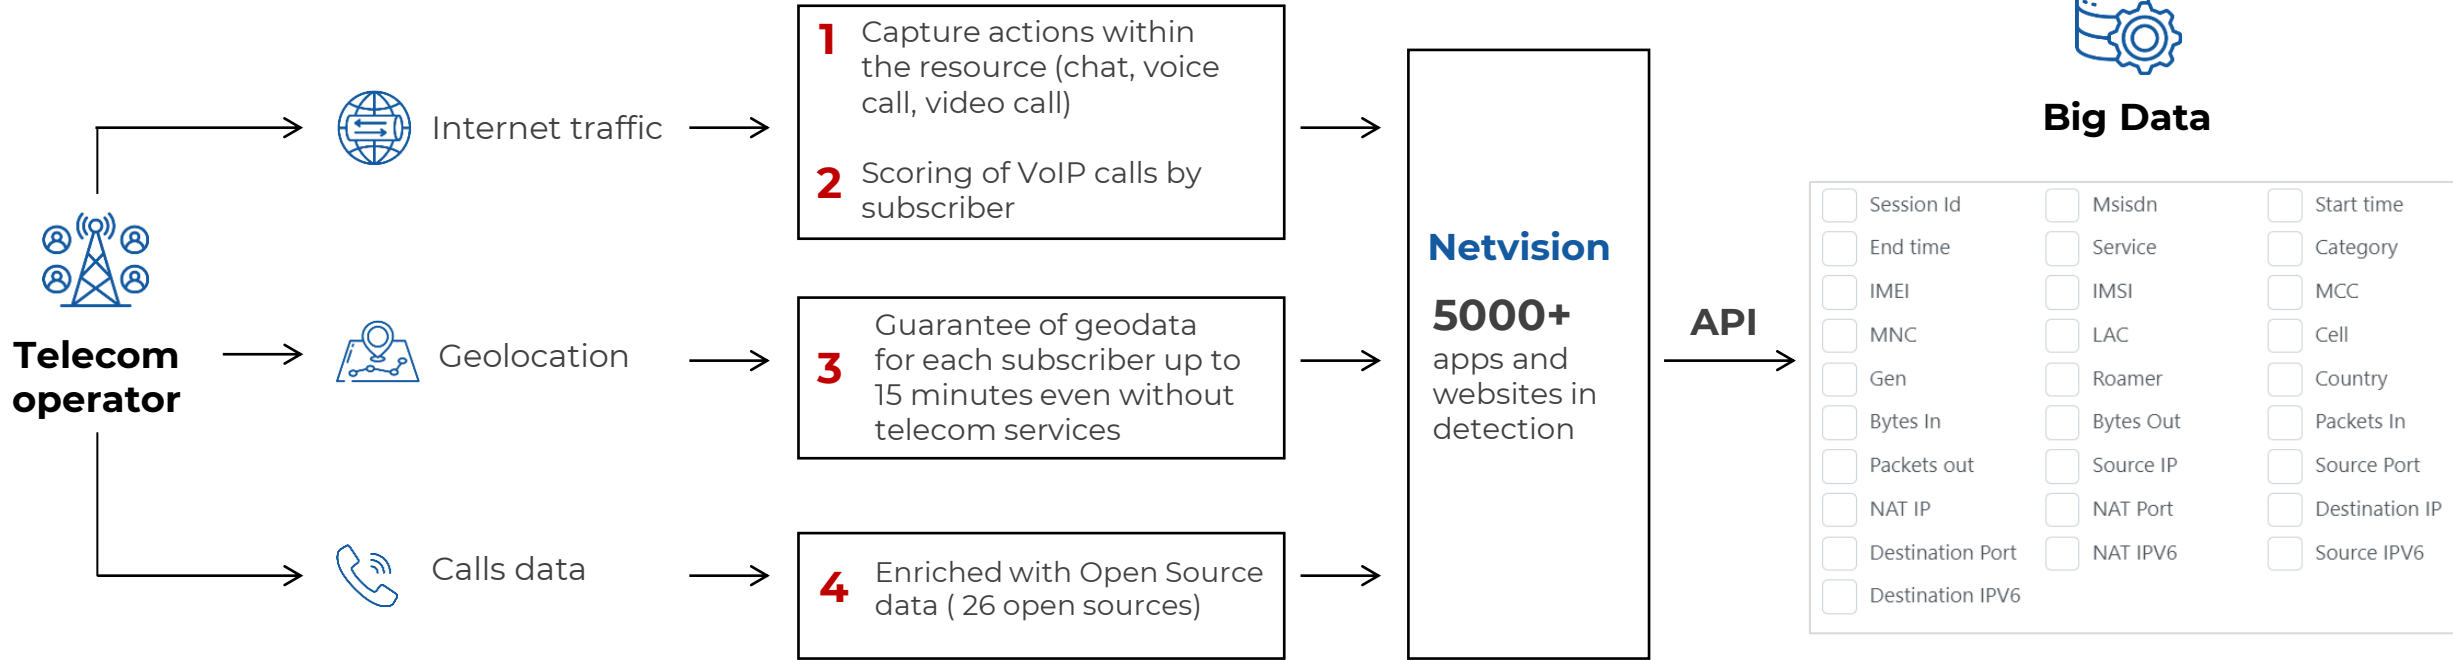 Telecom
operator
Internet traffic
Geolocation
Calls data
1 Capture actions within
the resource (chat, voice
call, video call)
2 Scoring of VoIP calls by
subscriber
3 Guarantee of geodata
for each subscriber up to
15 minutes even without
telecom services
4 Enriched with Open Source
data ( 26 open sources)
Netvision
5000+
apps and
websites in
detection
API
Big Data
Session Id Msisdn Start time
End time Service Category
IMEI IMSI MCC
MNC LAC Cell
Gen Roamer Country
Bytes In Bytes Out Packets In
Packets out Source IP Source Port
NAT IP NAT Port Destination IP
Destination Port NAT IPV6 Source IPV6
Destination IPV6